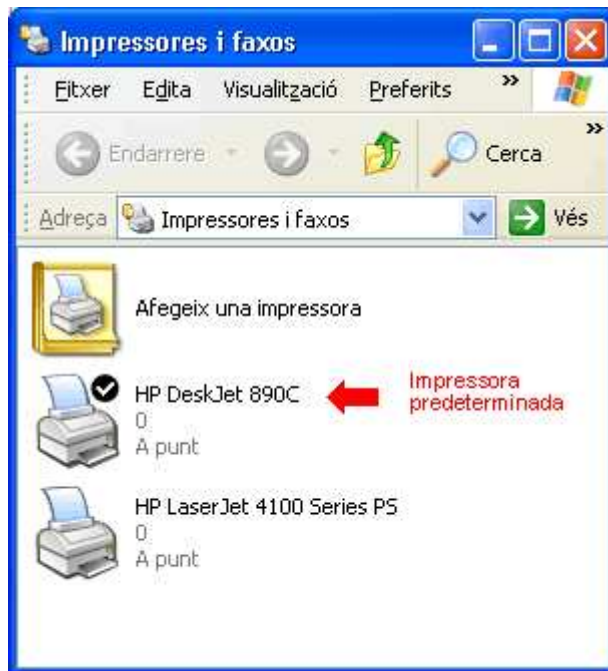 Impressores i faxos
Fitxer Edita Visualització Preferits »
Endarrere Cerca »
Adreça Impressores i faxos Vés
Afegeix una impressora
HP DeskJet 890C
0
A punt
Impressora
predeterminada
HP LaserJet 4100 Series PS
0
A punt